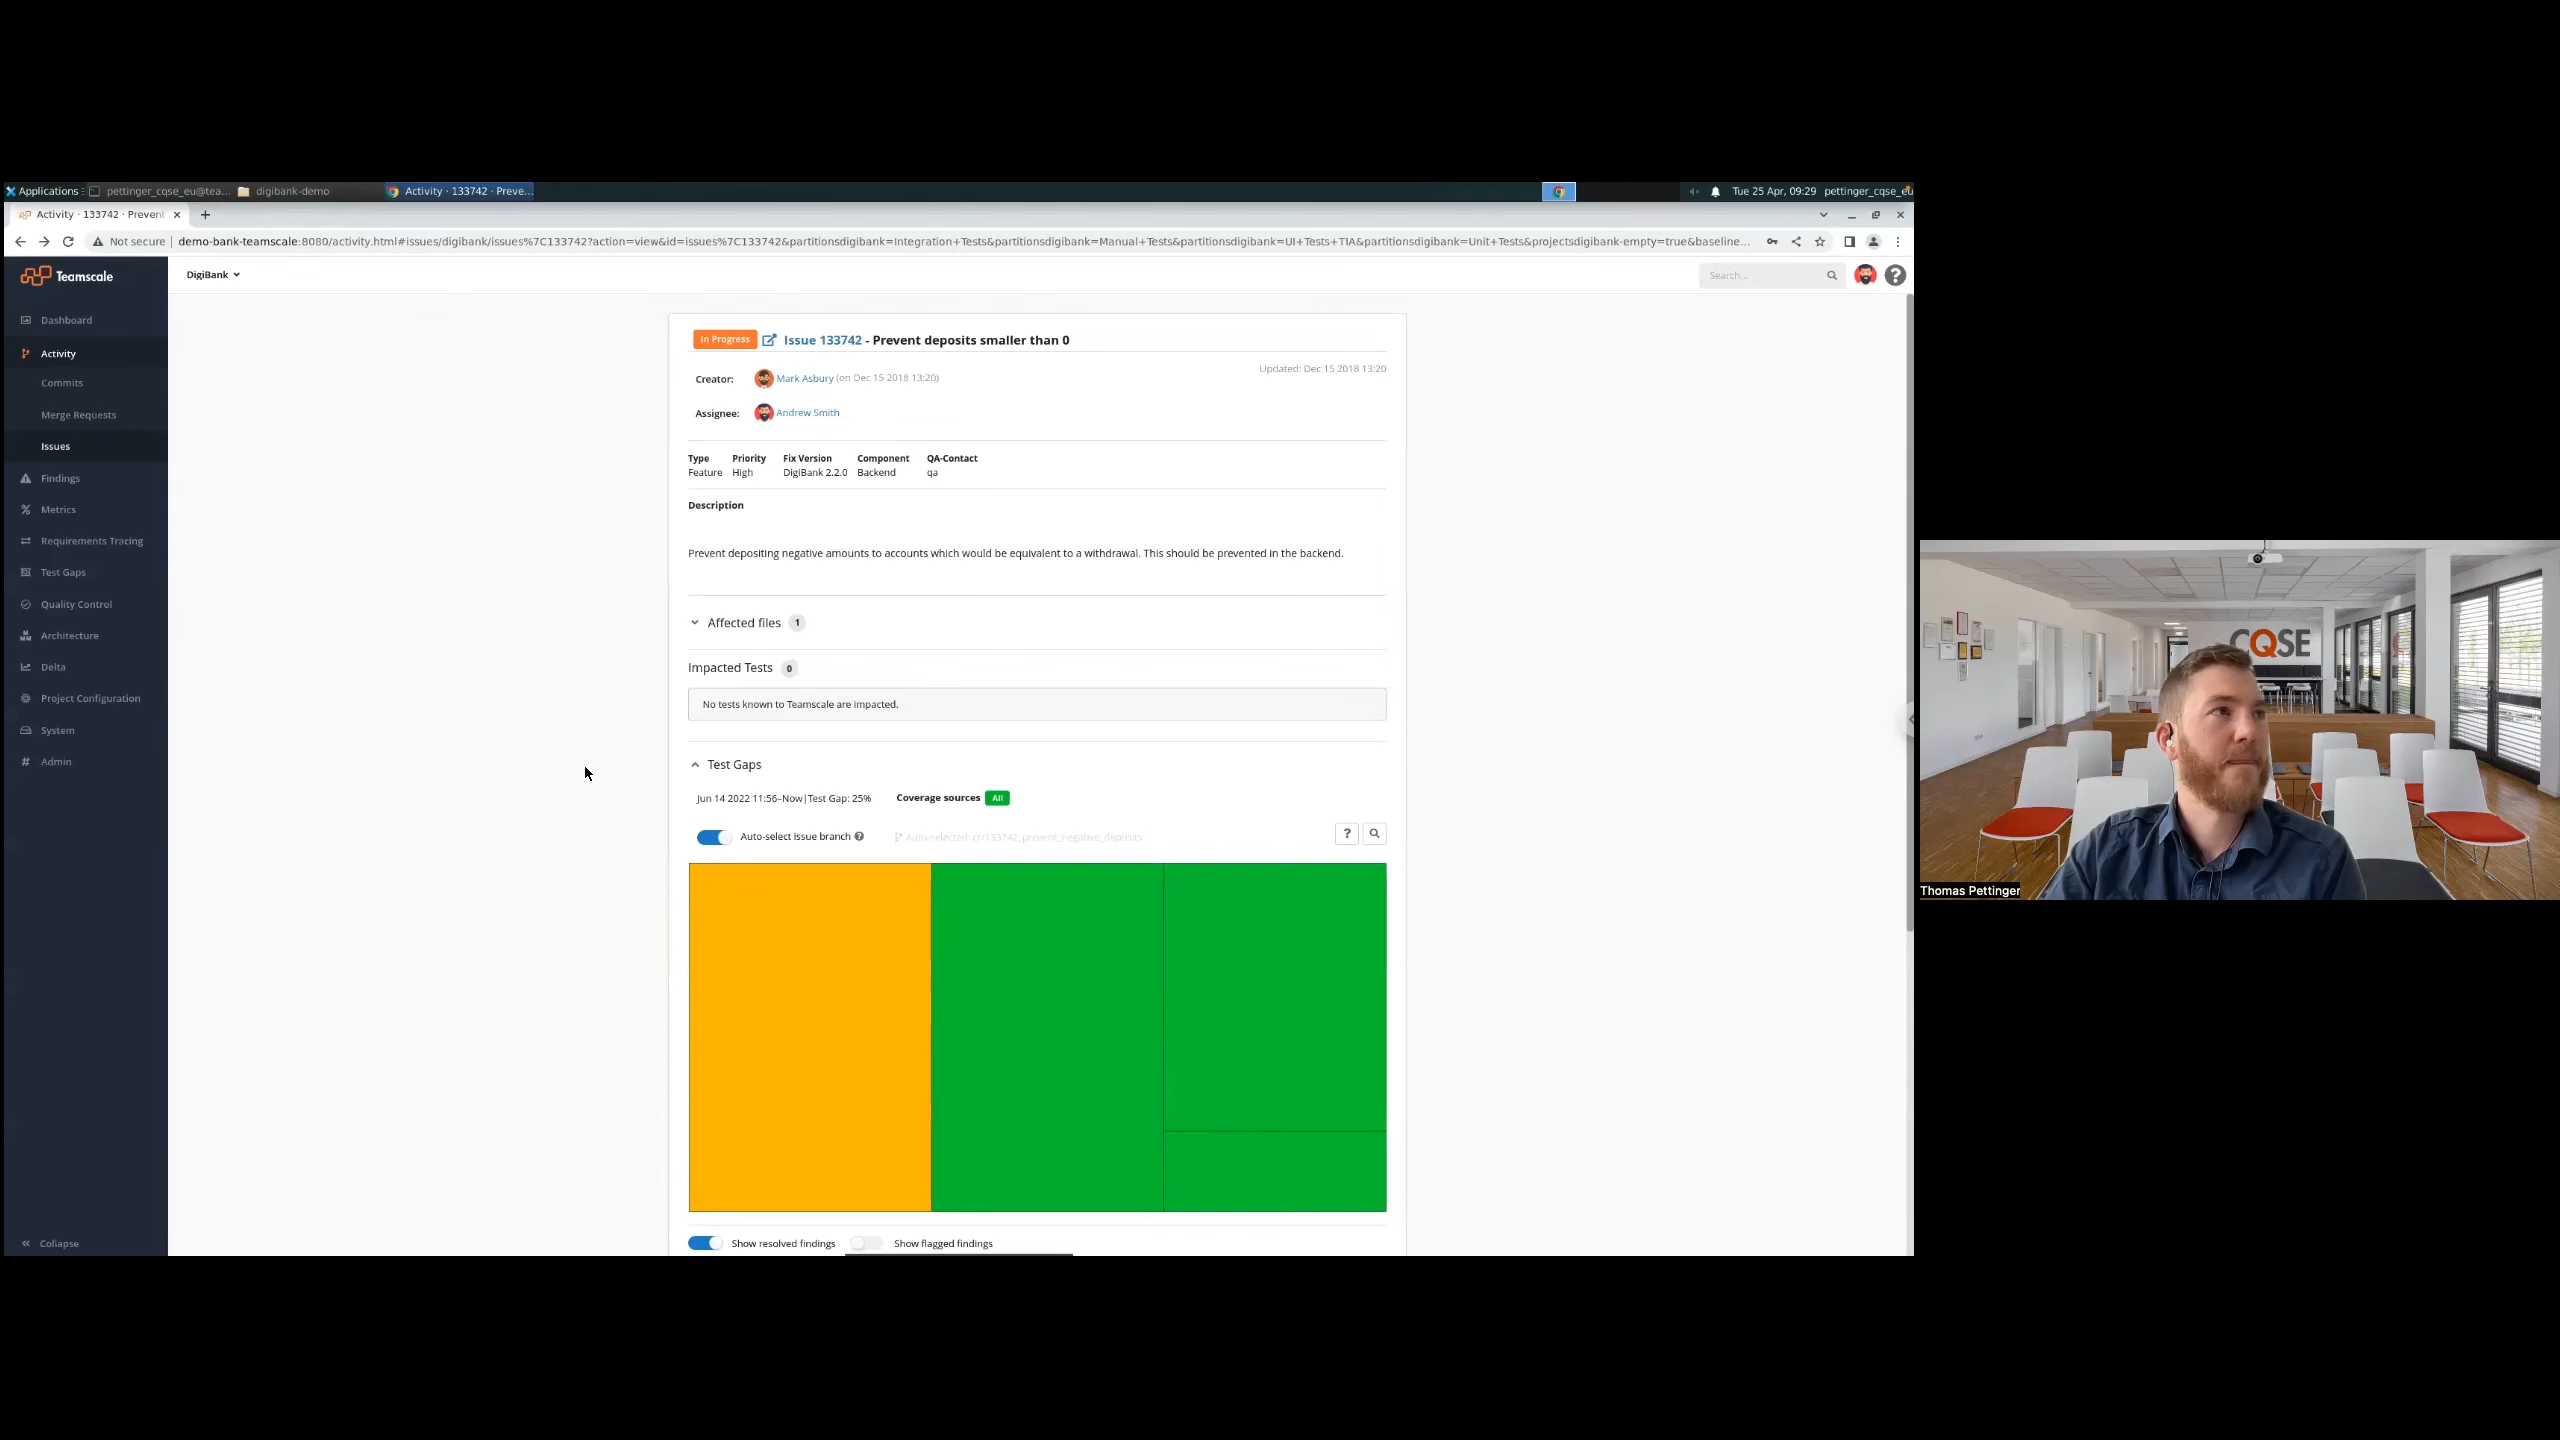 Applications
pettinger_cqse_eu@tea...
digibank-demo
Activity · 133742 · Preve...
Tue 25 Apr, 09:29
pettinger_cqse_eu
Activity · 133742 · Prevent
Not secure
demo-bank-teamscale:8080/activity.html#issues/digibank/issues%7C133742?action=view&id=issues%7C133742&partitionsdigibank=Integration+Tests&partitionsdigibank=Manual+Tests&partitionsdigibank=UI+Tests+TIA&partitionsdigibank=Unit+Tests&projectsdigibank-empty=true&baseline...
Teamscale
DigiBank
Search...
Dashboard
Activity
Commits
Merge Requests
Issues
Findings
Metrics
Requirements Tracing
Test Gaps
Quality Control
Architecture
Delta
Project Configuration
System
Admin
Collapse
In Progress
Issue 133742 - Prevent deposits smaller than 0
Updated: Dec 15 2018 13:20
Creator: Mark Asbury (on Dec 15 2018 13:20)
Assignee: Andrew Smith
Type Priority Fix Version Component QA-Contact
Feature High DigiBank 2.2.0 Backend qa
Description
Prevent depositing negative amounts to accounts which would be equivalent to a withdrawal. This should be prevented in the backend.
Affected files 1
Impacted Tests 0
No tests known to Teamscale are impacted.
Test Gaps
Jun 14 2022 11:56–Now|Test Gap: 25% Coverage sources All
Auto-select issue branch ? Auto-selected: cr/133742_prevent_negative_deposits
?
Show resolved findings Show flagged findings
CQSE
Thomas Pettinger